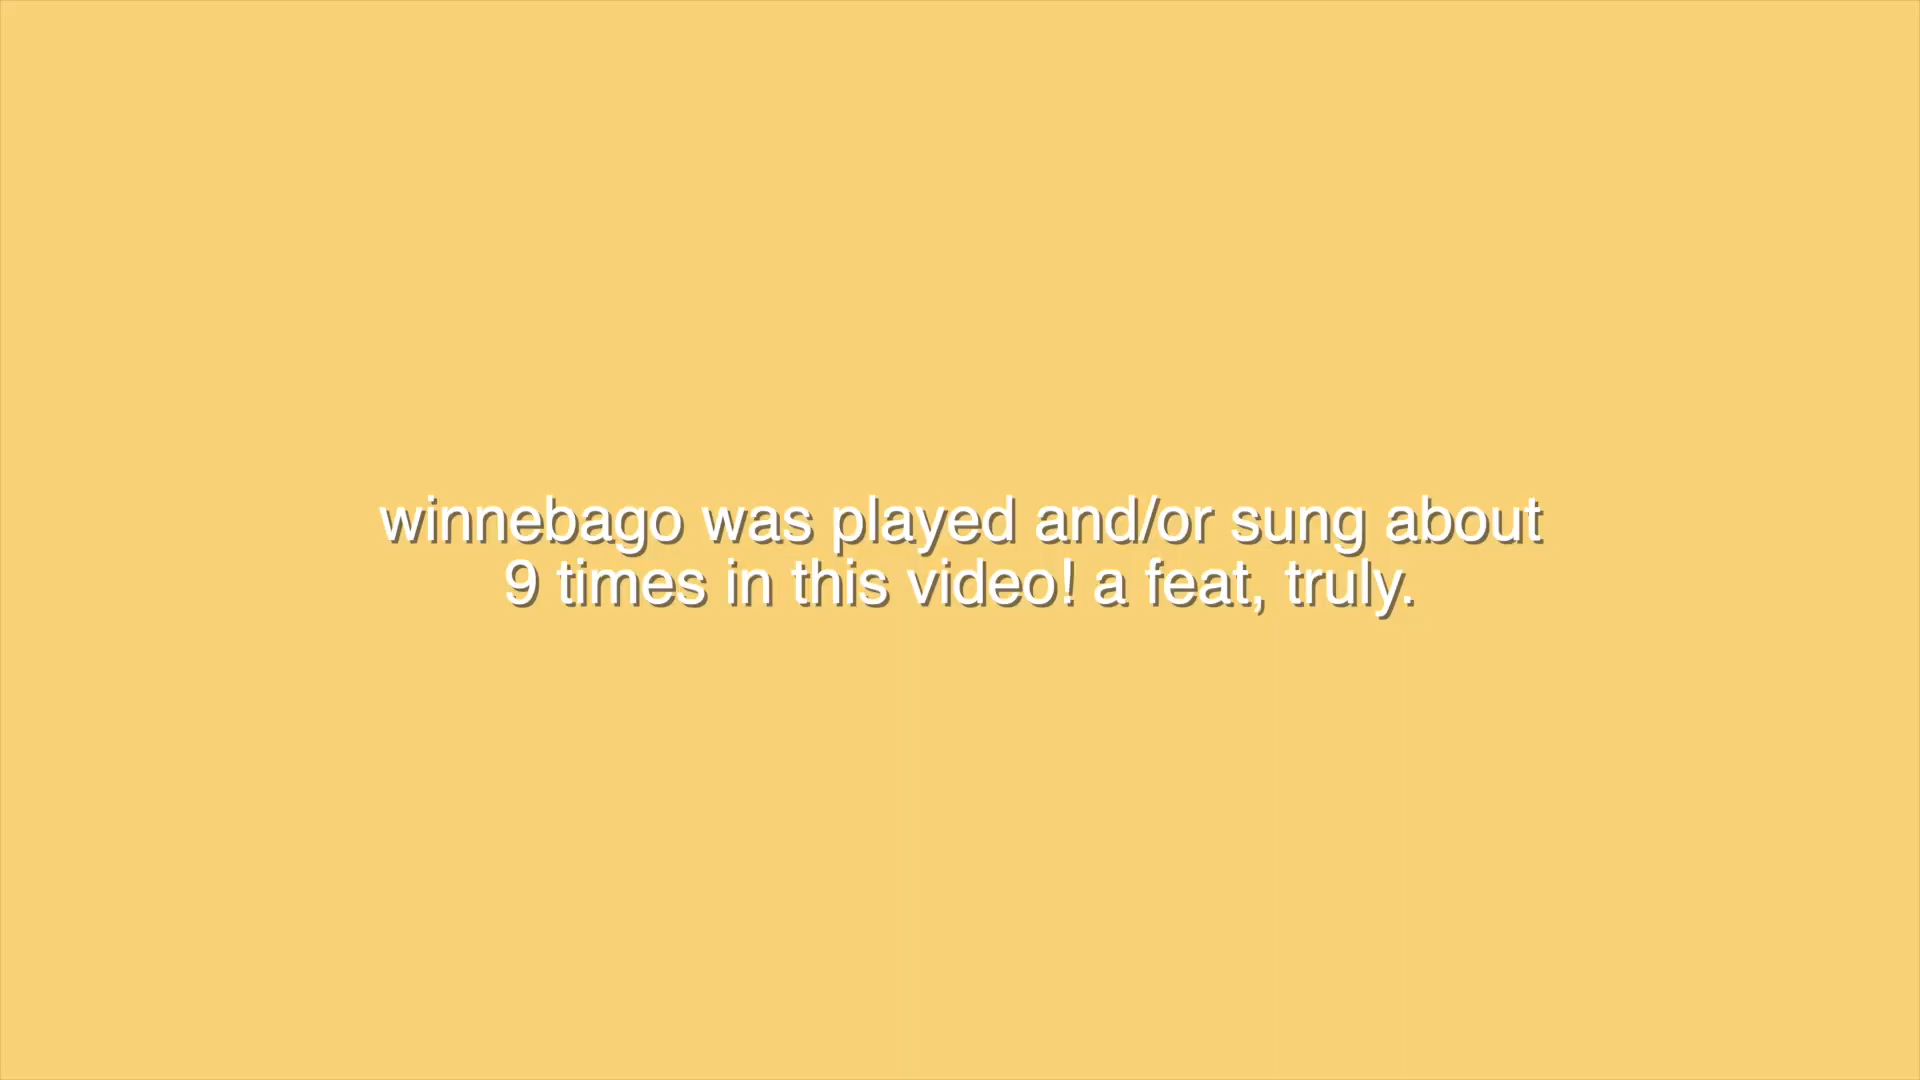 winnebago was played and/or sung about
9 times in this video! a feat, truly.